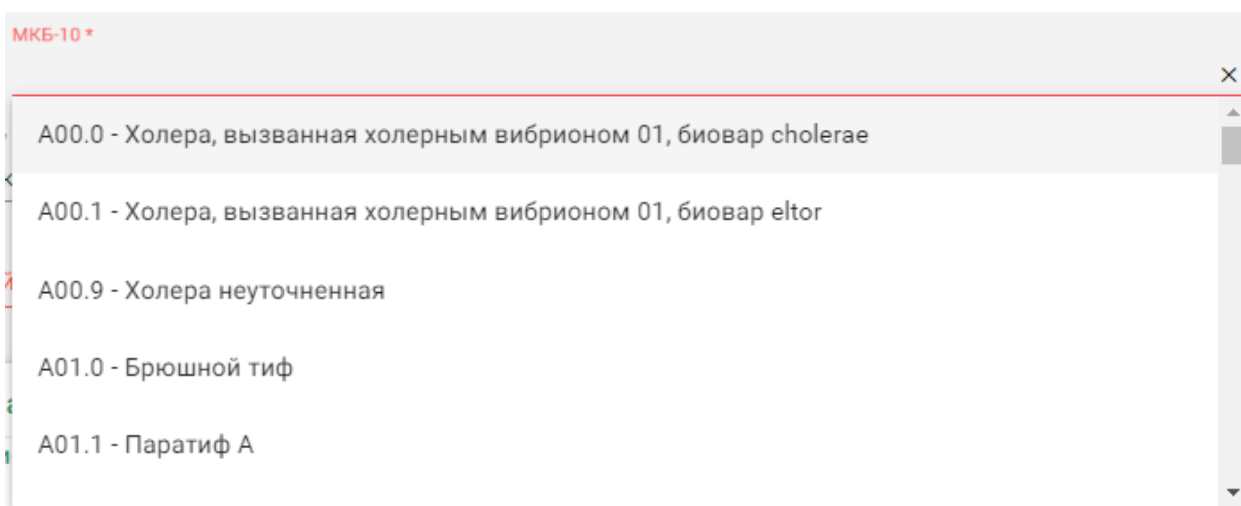 МКБ-10 *
A00.0 - Холера, вызванная холерным вибрионом 01, биовар cholerae
A00.1 - Холера, вызванная холерным вибрионом 01, биовар eltor
A00.9 - Холера неуточненная
A01.0 - Брюшной тиф
A01.1 - Паратиф A